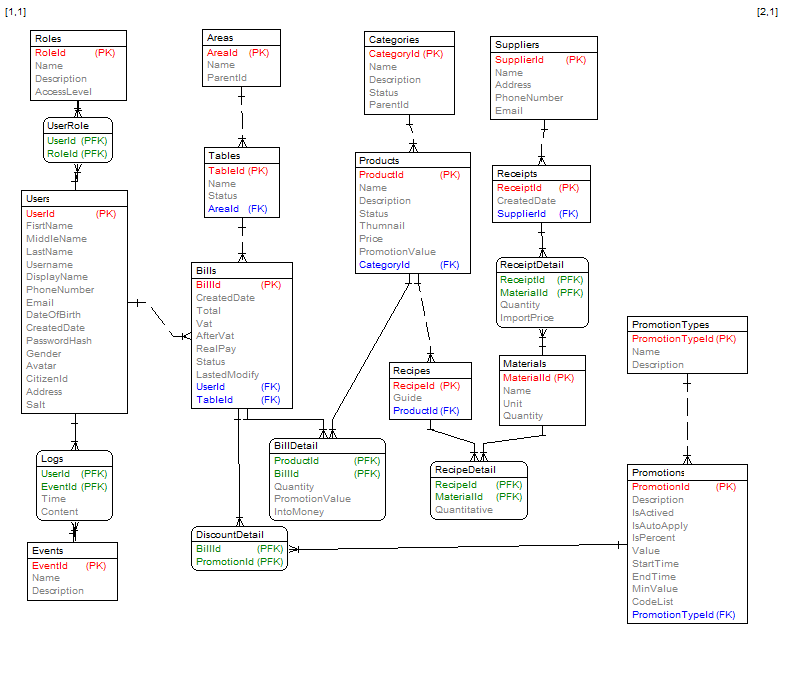 [1,1]
[2,1]
Roles
RoleId (PK)
Name
Description
AccessLevel
UserRole
UserId (PFK)
RoleId (PFK)
Users
UserId (PK)
FisrtName
MiddleName
LastName
Username
DisplayName
PhoneNumber
Email
DateOfBirth
CreatedDate
PasswordHash
Gender
Avatar
CitizenId
Address
Salt
Logs
UserId (PFK)
EventId (PFK)
Time
Content
Events
EventId (PK)
Name
Description
Areas
AreaId (PK)
Name
ParentId
Tables
TableId (PK)
Name
Status
AreaId (FK)
Bills
BillId (PK)
CreatedDate
Total
Vat
AfterVat
RealPay
Status
LastedModify
UserId (FK)
TableId (FK)
BillDetail
ProductId (PFK)
BillId (PFK)
Quantity
PromotionValue
IntoMoney
DiscountDetail
BillId (PFK)
PromotionId (PFK)
Categories
CategoryId (PK)
Name
Description
Status
ParentId
Products
ProductId (PK)
Name
Description
Status
Thumnail
Price
PromotionValue
CategoryId (FK)
Recipes
RecipeId (PK)
Guide
ProductId (FK)
RecipeDetail
RecipeId (PFK)
MaterialId (PFK)
Quantitative
Suppliers
SupplierId (PK)
Name
Address
PhoneNumber
Email
Receipts
ReceiptId (PK)
CreatedDate
SupplierId (FK)
ReceiptDetail
ReceiptId (PFK)
MaterialId (PFK)
Quantity
ImportPrice
Materials
MaterialId (PK)
Name
Unit
Quantity
PromotionTypes
PromotionTypeId (PK)
Name
Description
Promotions
PromotionId (PK)
Description
IsActived
IsAutoApply
IsPercent
Value
StartTime
EndTime
MinValue
CodeList
PromotionTypeId (FK)